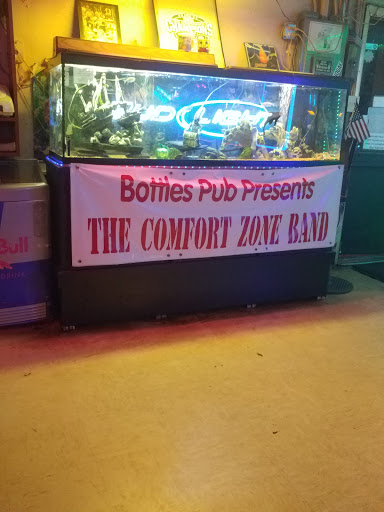 BUD LIGHT
Bottles Pub Presents
THE COMFORT ZONE BAND
Bull